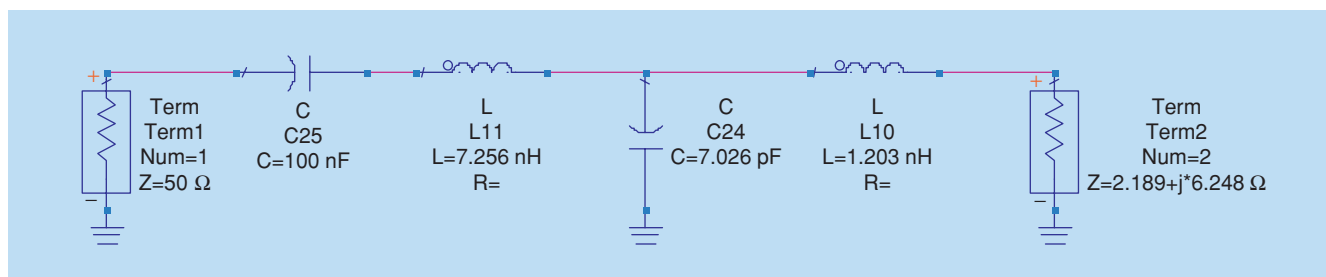 +
Term
Term1
Num=1
Z=50 Ω
−
C
C25
C=100 nF
L
L11
L=7.256 nH
R=
C
C24
C=7.026 pF
L
L10
L=1.203 nH
R=
+
Term
Term2
Num=2
Z=2.189+j*6.248 Ω
−